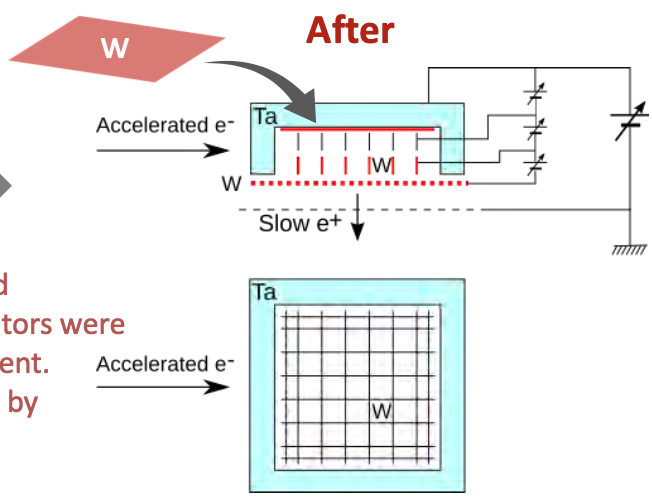 W
After
Ta
Accelerated e-
W
W
Slow e+
Ta
tors were
ent.
Accelerated e-
by
W